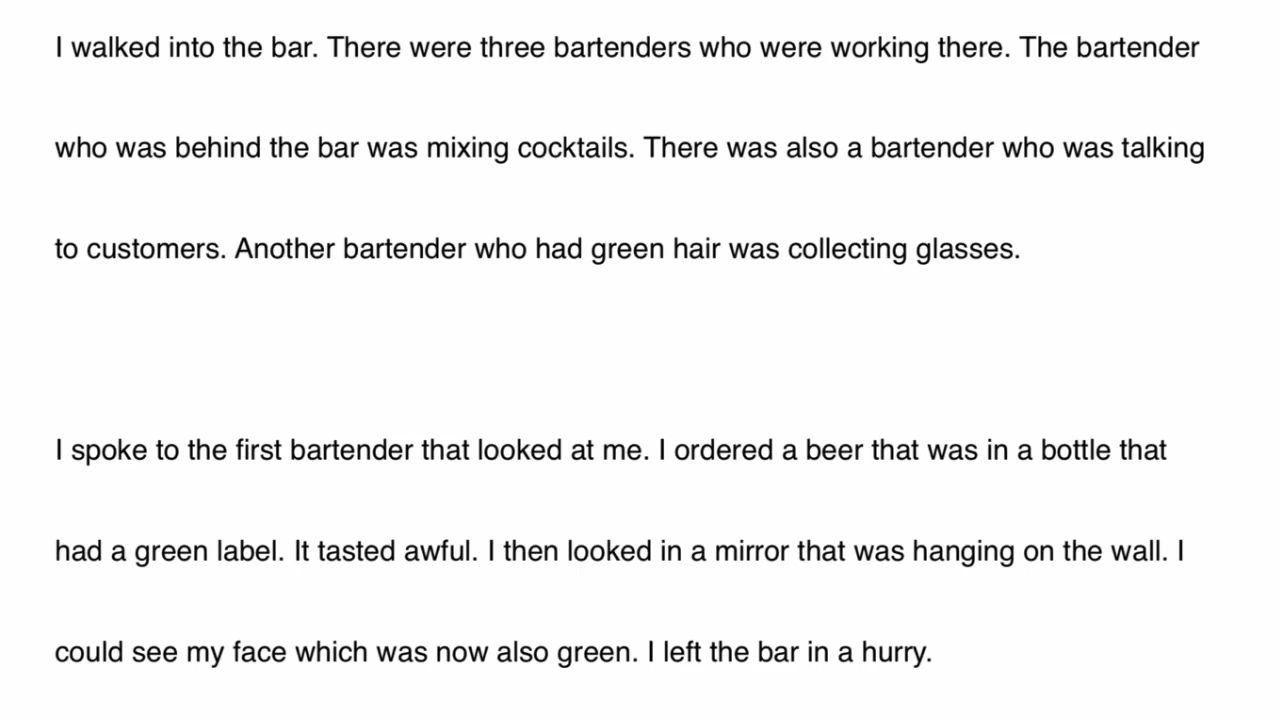 I walked into the bar. There were three bartenders who were working there. The bartender
who was behind the bar was mixing cocktails. There was also a bartender who was talking
to customers. Another bartender who had green hair was collecting glasses.
I spoke to the first bartender that looked at me. I ordered a beer that was in a bottle that
had a green label. It tasted awful. I then looked in a mirror that was hanging on the wall. I
could see my face which was now also green. I left the bar in a hurry.